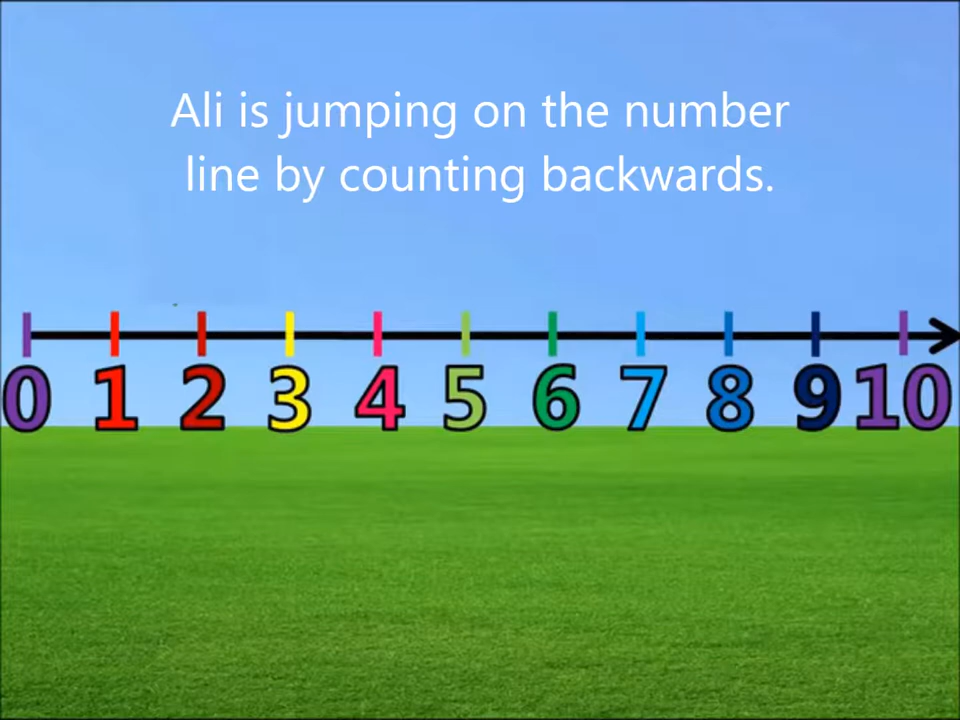 Ali is jumping on the number
line by counting backwards.
0 1 2 3 4 5 6 7 8 9 10